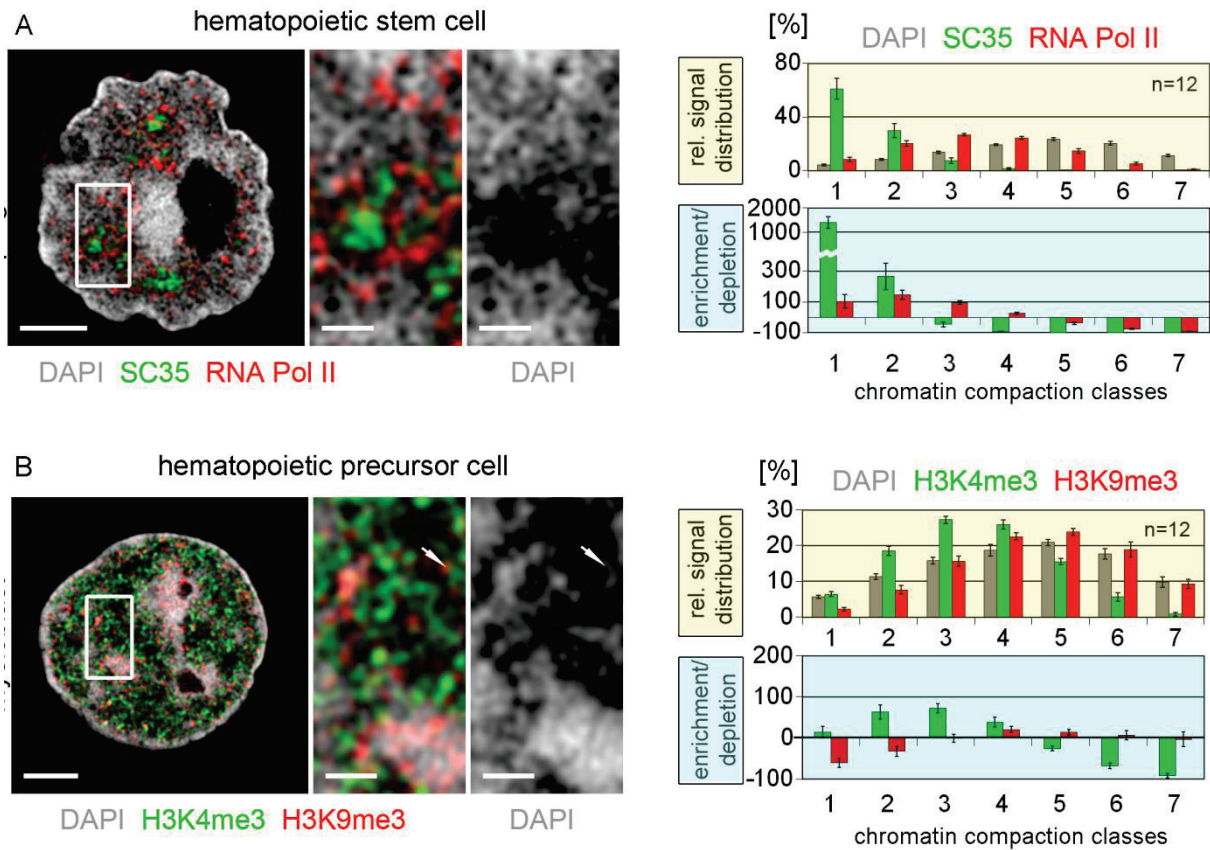 A
hematopoietic stem cell
DAPI SC35 RNA Pol II
DAPI
[%]
DAPI SC35 RNA Pol II
rel. signal
distribution
80
40
0
n=12
1 2 3 4 5 6 7
enrichment/
depletion
2000
1000
300
100
-100
1 2 3 4 5 6 7
chromatin compaction classes
B
hematopoietic precursor cell
DAPI H3K4me3 H3K9me3
DAPI
[%]
DAPI H3K4me3 H3K9me3
rel. signal
distribution
30
20
10
0
n=12
1 2 3 4 5 6 7
enrichment/
depletion
200
100
0
-100
1 2 3 4 5 6 7
chromatin compaction classes